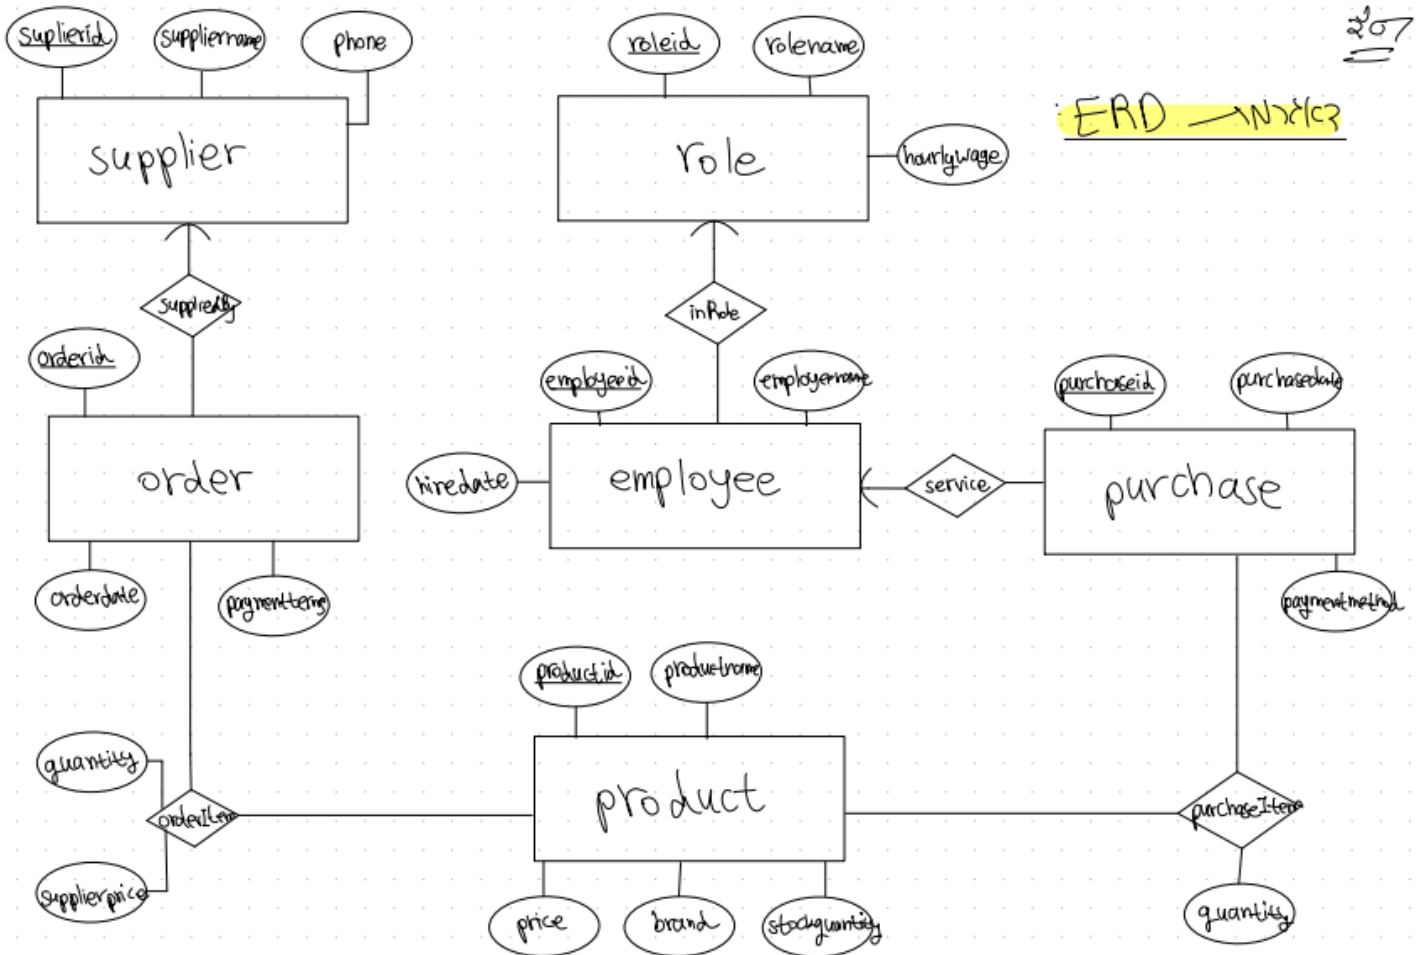 suplierid
suppliername
phone
supplier
roleid
rolename
hourlywage
role
ERD
suppliedBy
inRole
orderid
order
orderdate
paymentterms
employeeid
employeename
hiredate
employee
service
purchaseid
purchasedate
purchase
paymentmethod
productid
productname
product
quantity
orderItem
supplierprice
price
brand
stockquantity
purchaseItem
quantity